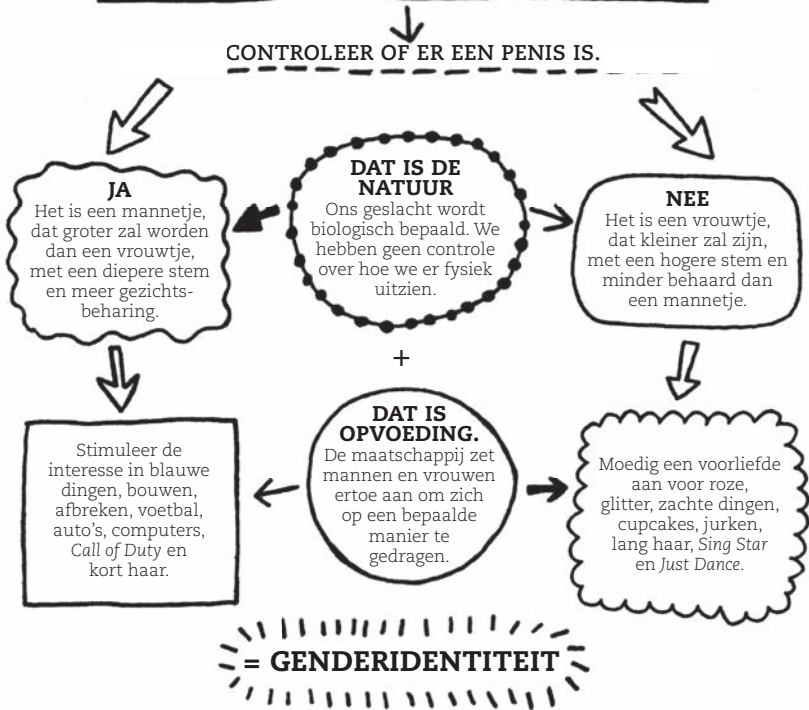 CONTROLEER OF ER EEN PENIS IS.
JA
Het is een mannetje,
dat groter zal worden
dan een vrouwtje,
met een diepere stem
en meer gezichts-
beharing.
DAT IS DE
NATUUR
Ons geslacht wordt
biologisch bepaald. We
hebben geen controle
over hoe we er fysiek
uitzien.
NEE
Het is een vrouwtje,
dat kleiner zal zijn,
met een hogere stem en
minder behaard dan
een mannetje.
+
Stimuleer de
interesse in blauwe
dingen, bouwen,
afbreken, voetbal,
auto's, computers,
Call of Duty en
kort haar.
DAT IS
OPVOEDING.
De maatschappij zet
mannen en vrouwen
ertoe aan om zich
op een bepaalde
manier te
gedragen.
Moedig een voorliefde
aan voor roze,
glitter, zachte dingen,
cupcakes, jurken,
lang haar, Sing Star
en Just Dance.
= GENDERIDENTITEIT